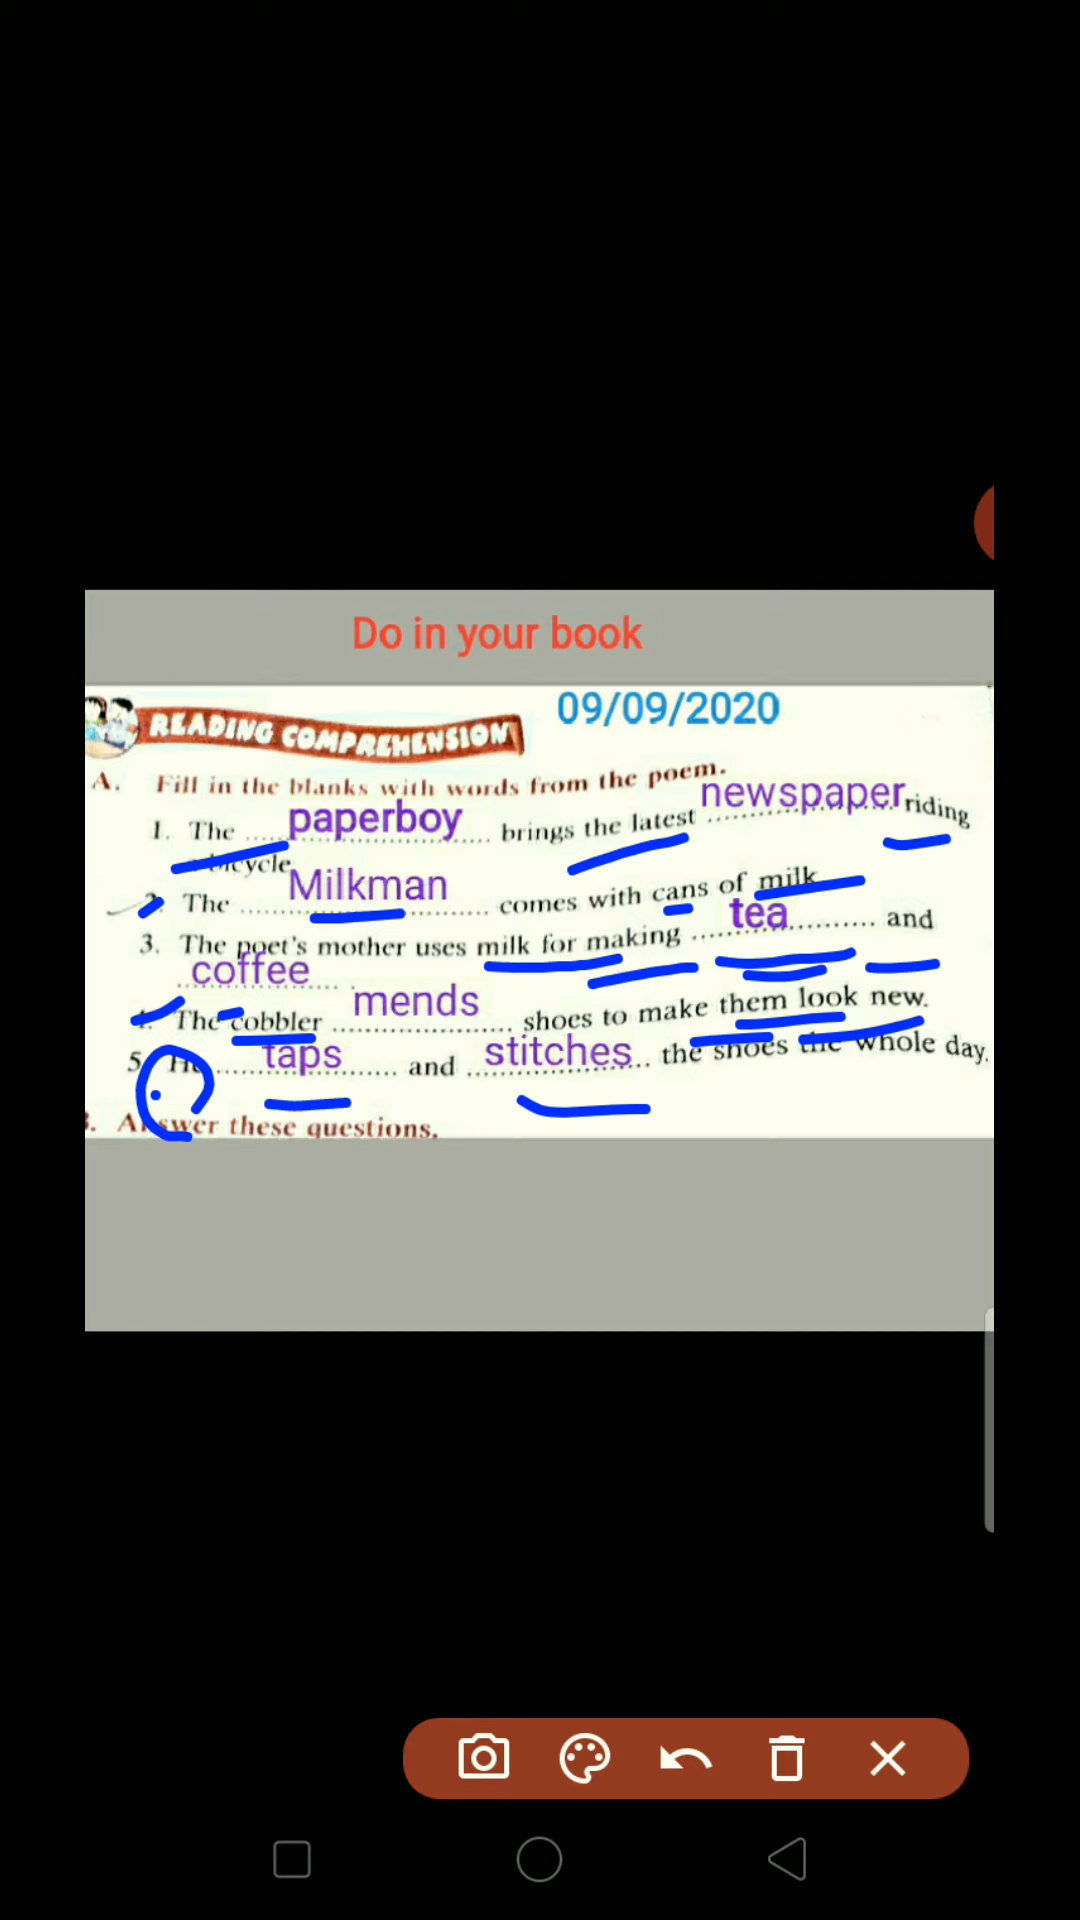 Do in your book
09/09/2020
READING COMPREHENSION
A. Fill in the blanks with words from the poem.
1. The ..... paperboy ..... brings the latest ..... newspaper ..... riding
a bicycle.
2. The ..... Milkman ..... comes with cans of milk
3. The poet's mother uses milk for making ..... tea ..... and
..... coffee .....
4. The cobbler ..... mends ..... shoes to make them look new.
5. He ..... taps ..... and ..... stitches ..... the shoes the whole day.
B. Answer these questions.